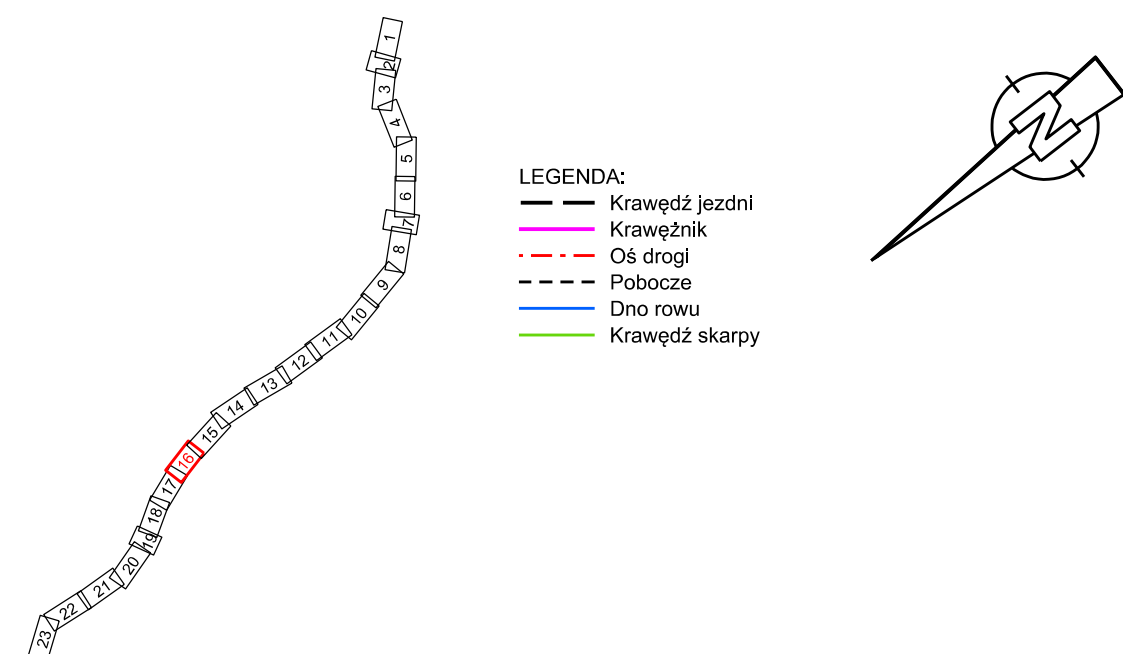 1
2
3
4
5
6
7
8
9
10
11
12
13
14
15
16
17
18
19
20
21
22
23
LEGENDA:
Krawędź jezdni
Krawężnik
Oś drogi
Pobocze
Dno rowu
Krawędź skarpy
N